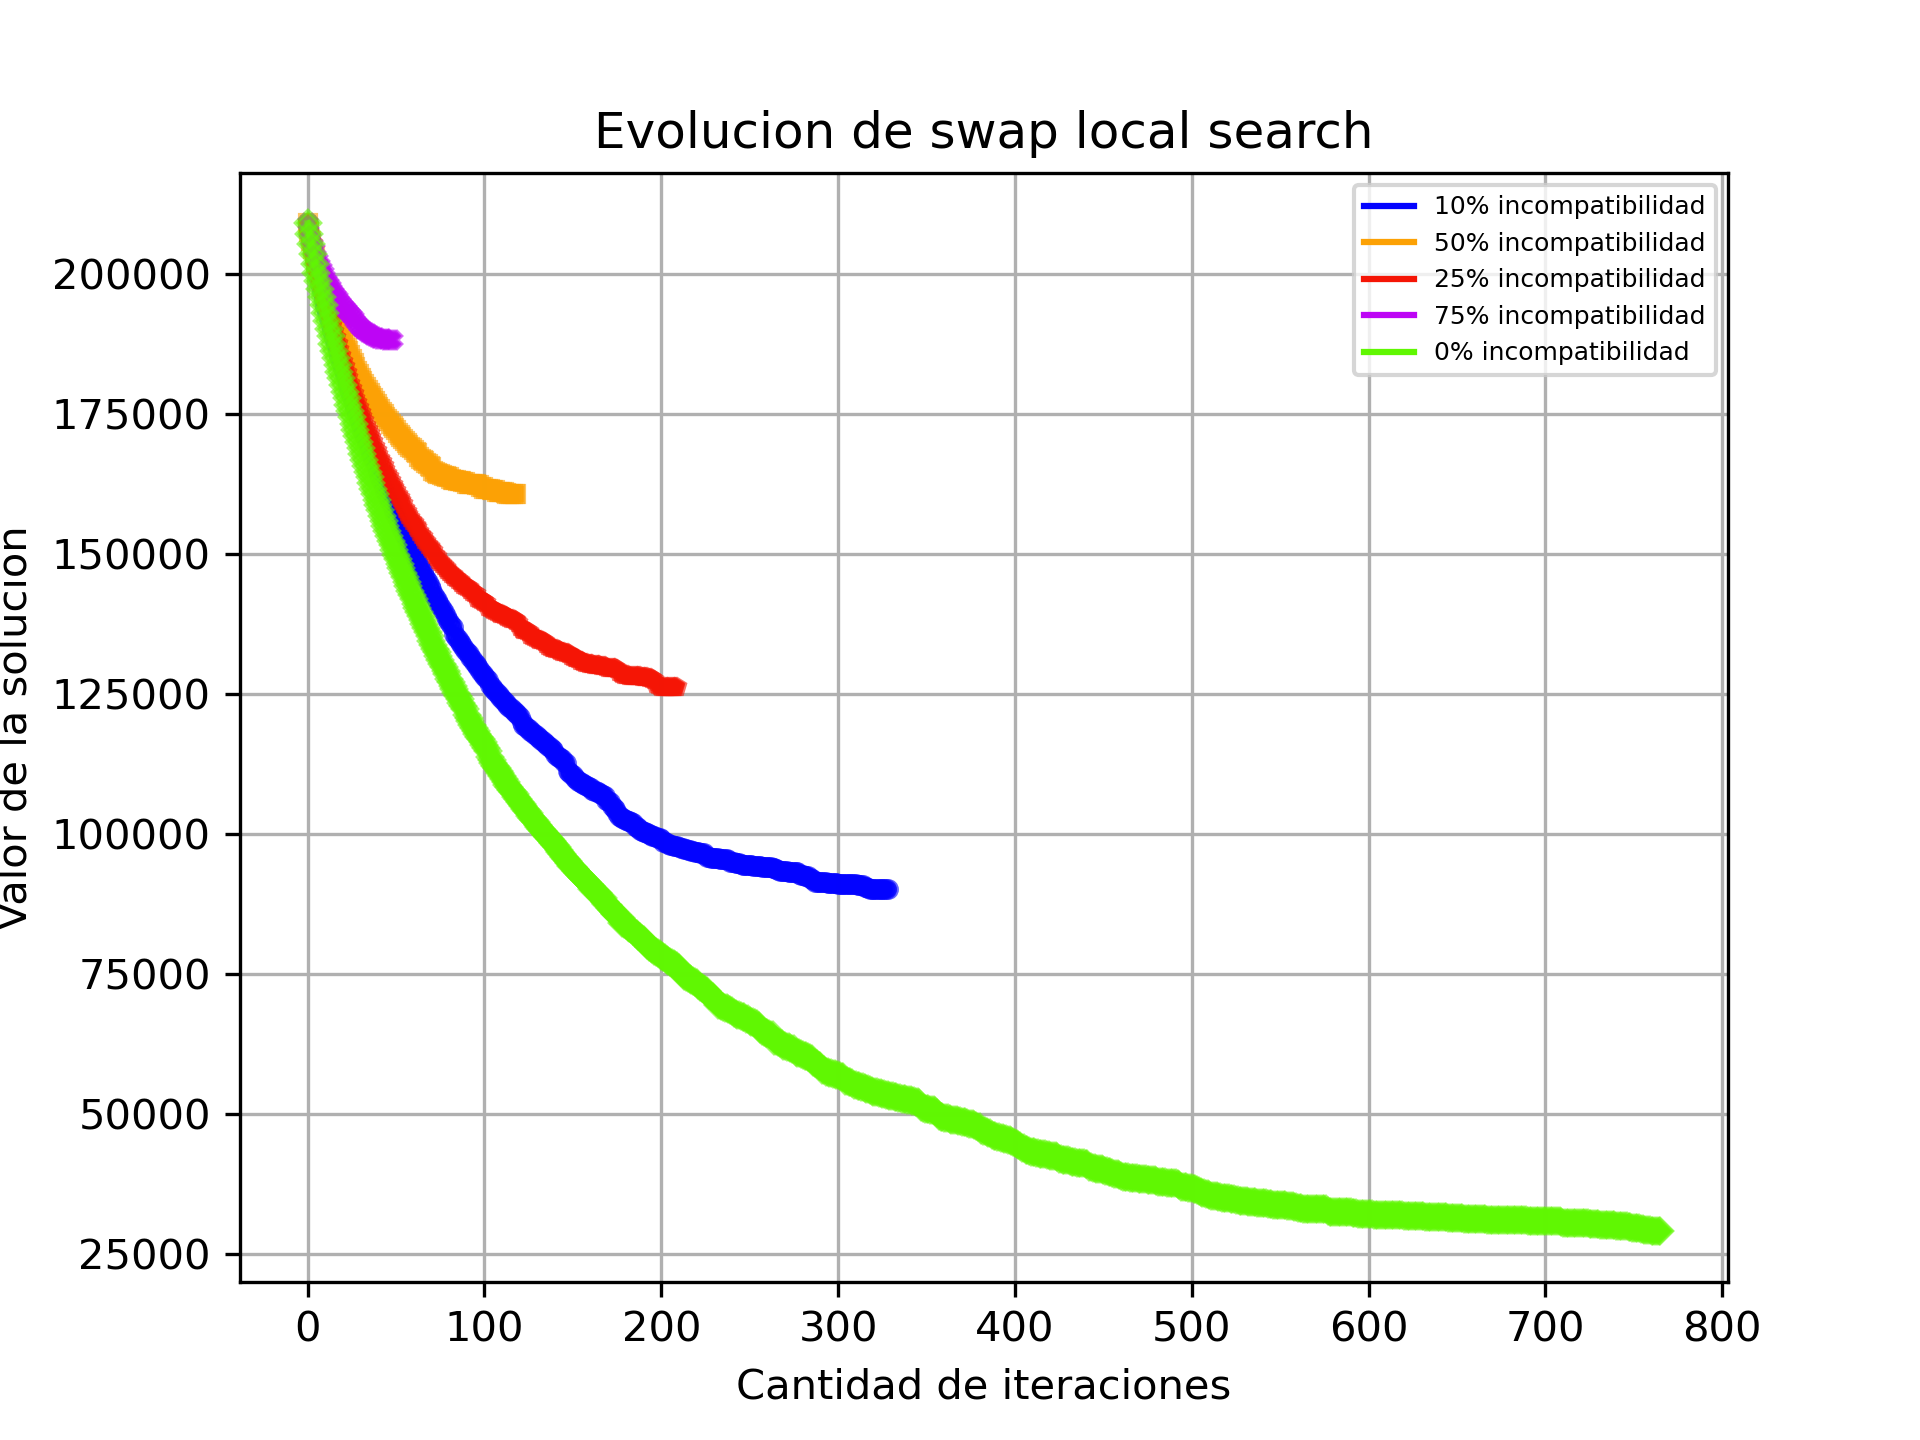 Evolucion de swap local search
10% incompatibilidad
50% incompatibilidad
25% incompatibilidad
75% incompatibilidad
0% incompatibilidad
Valor de la solucion
200000
175000
150000
125000
100000
75000
50000
25000
0 100 200 300 400 500 600 700 800
Cantidad de iteraciones